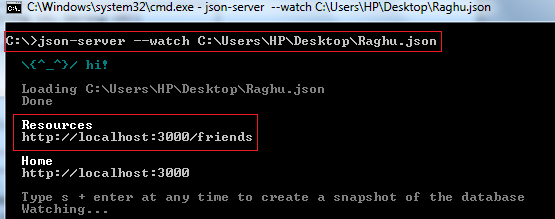 C:\Windows\system32\cmd.exe - json-server --watch C:\Users\HP\Desktop\Raghu.json
C:\>json-server --watch C:\Users\HP\Desktop\Raghu.json
\{^_^}/ hi!
Loading C:\Users\HP\Desktop\Raghu.json
Done
Resources
http://localhost:3000/friends
Home
http://localhost:3000
Type s + enter at any time to create a snapshot of the database
Watching...